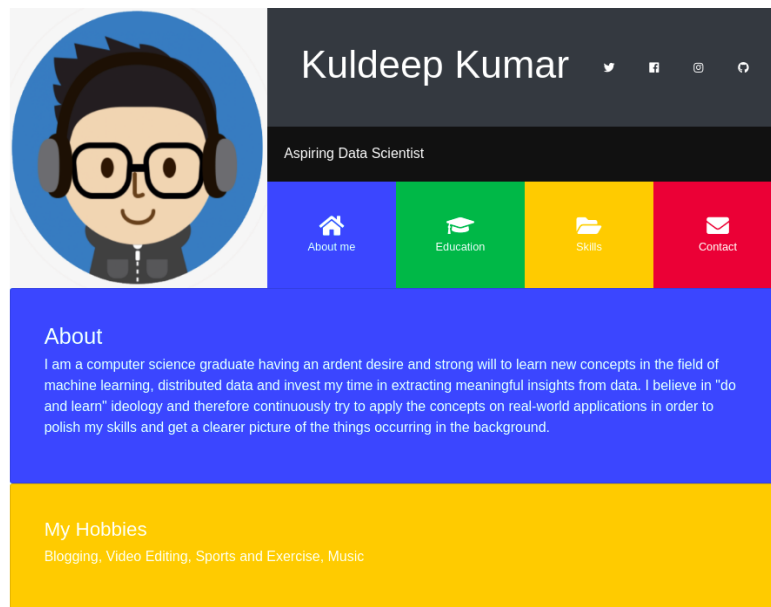 Kuldeep Kumar
Aspiring Data Scientist
About me
Education
Skills
Contact
About
I am a computer science graduate having an ardent desire and strong will to learn new concepts in the field of
machine learning, distributed data and invest my time in extracting meaningful insights from data. I believe in "do
and learn" ideology and therefore continuously try to apply the concepts on real-world applications in order to
polish my skills and get a clearer picture of the things occurring in the background.
My Hobbies
Blogging, Video Editing, Sports and Exercise, Music